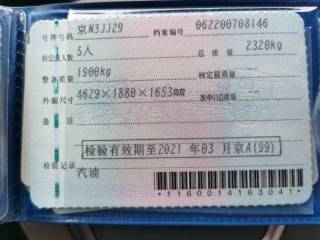 号牌号码 京N3JJ29 档案编号 062200708146
核定载人数 5人 总质量 2320kg
整备质量 1900kg 核定载质量
外廓尺寸 4629×1880×1653mm 准牵引总质量
备注
检验有效期至2021 年03 月京A(99)
检验记录
汽油
*1160014163041*